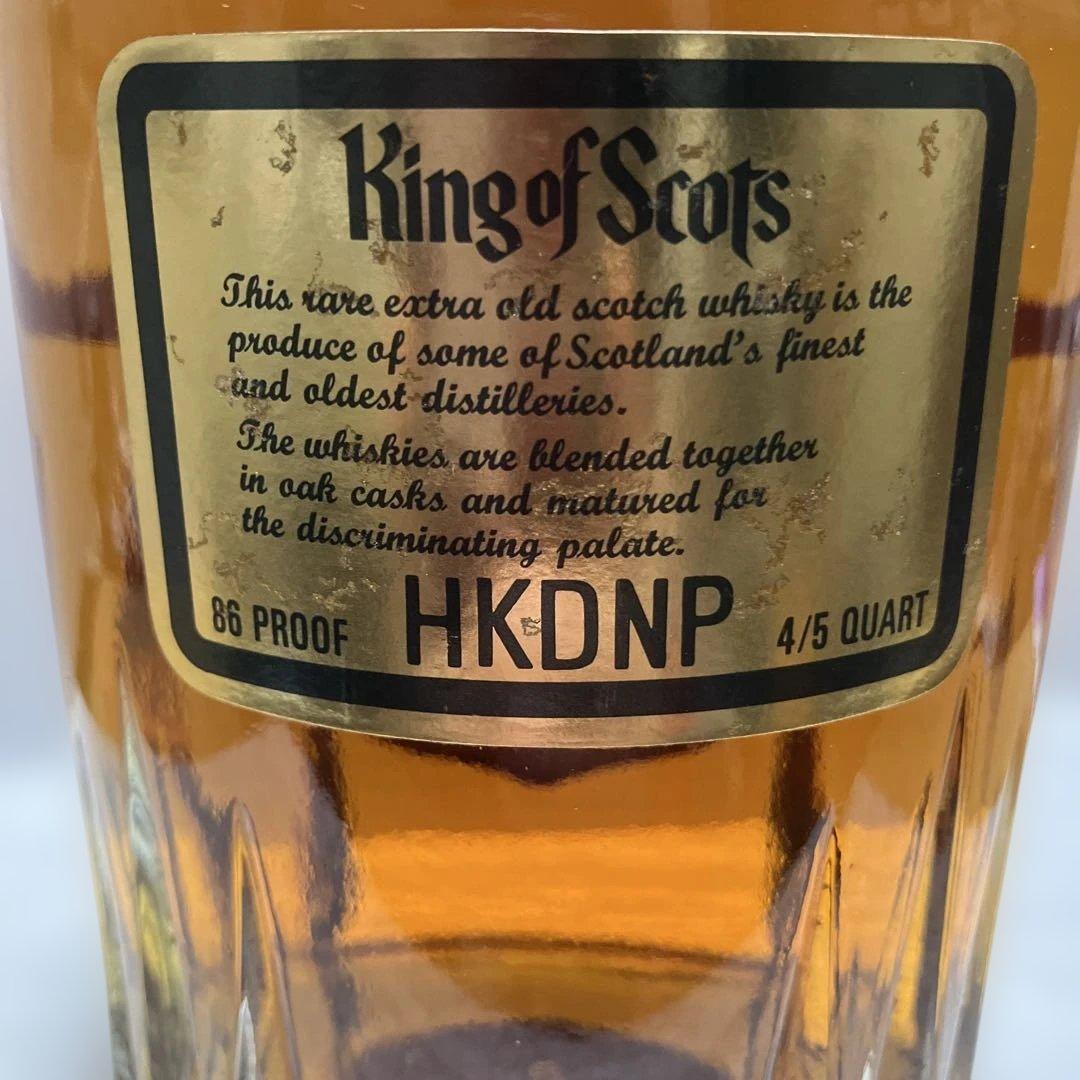 King of Scots
This rare extra old scotch whisky is the
produce of some of Scotland's finest
and oldest distilleries.
The whiskies are blended together
in oak casks and matured for
the discriminating palate.
86 PROOF HKDNP 4/5 QUART